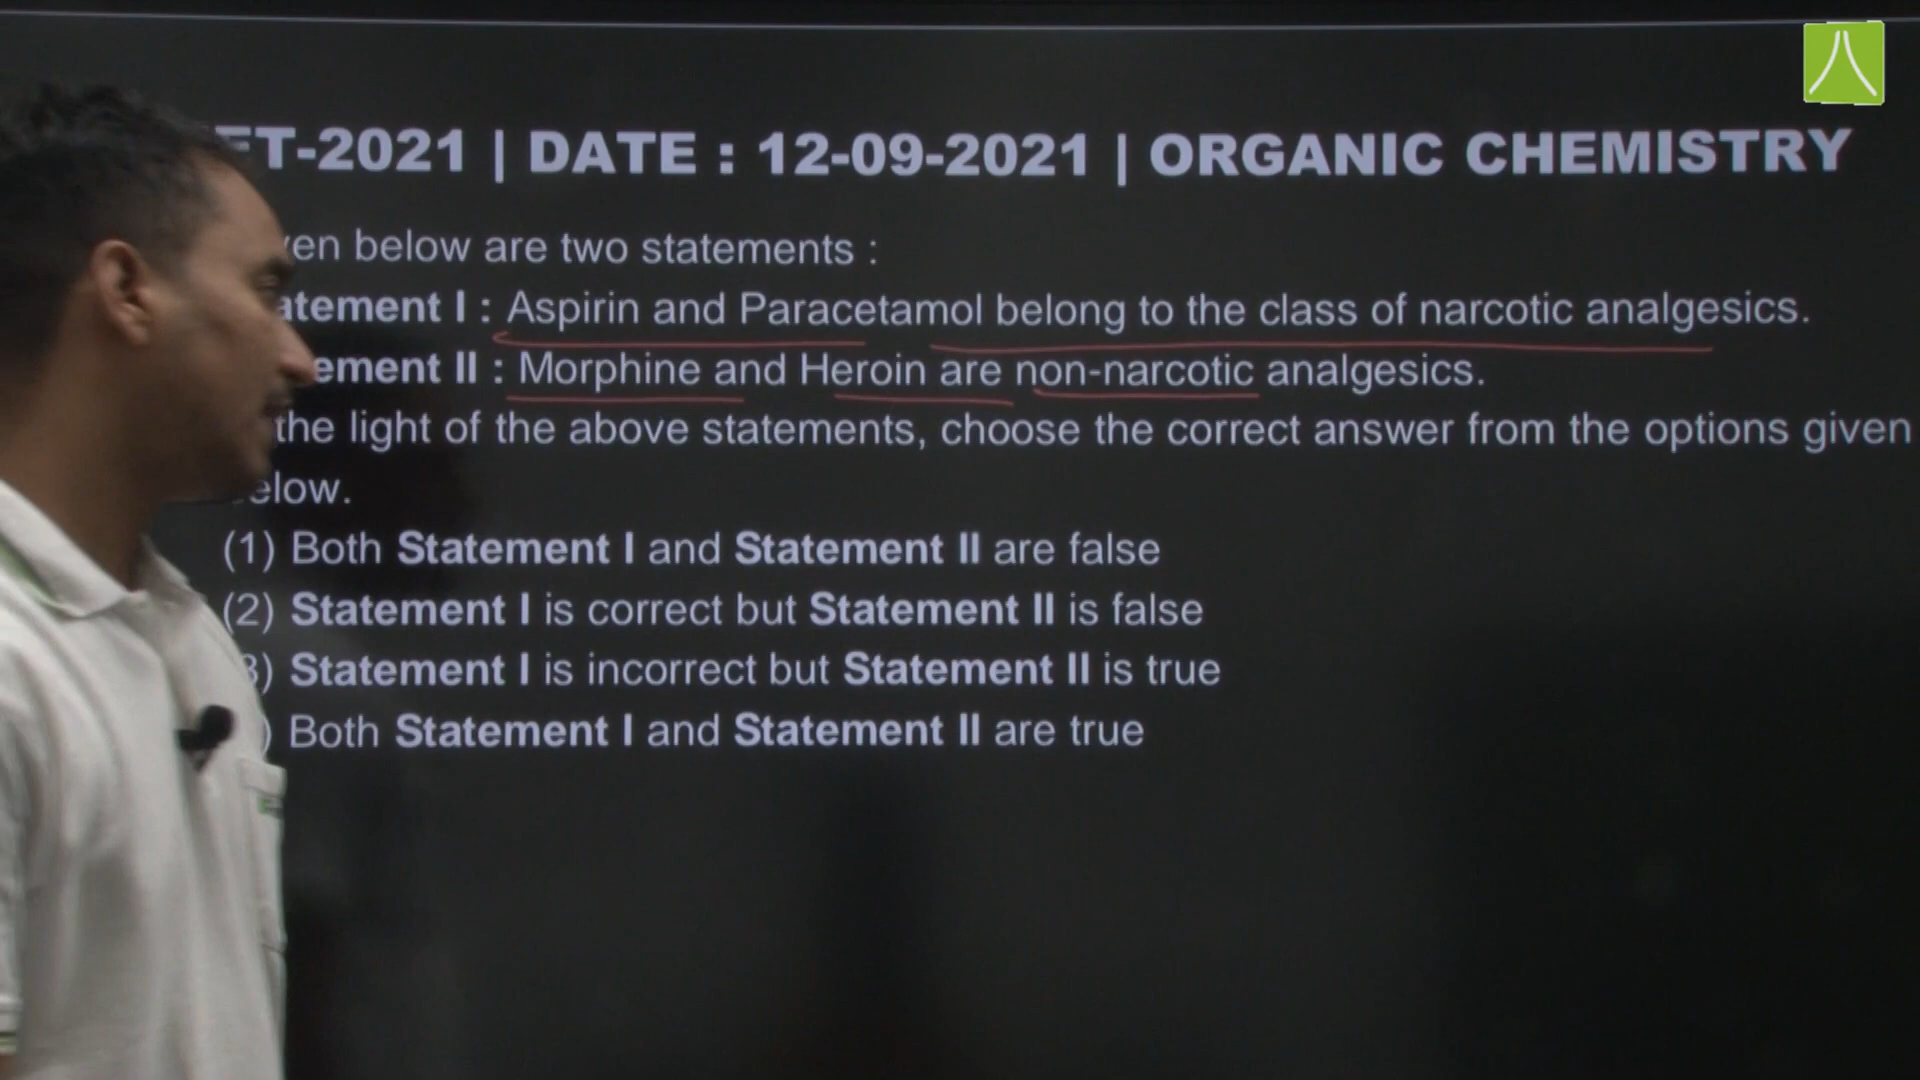 ET-2021 | DATE : 12-09-2021 | ORGANIC CHEMISTRY
ven below are two statements :
atement I : Aspirin and Paracetamol belong to the class of narcotic analgesics.
ement II : Morphine and Heroin are non-narcotic analgesics.
the light of the above statements, choose the correct answer from the options given
elow.
(1) Both Statement I and Statement II are false
(2) Statement I is correct but Statement II is false
3) Statement I is incorrect but Statement II is true
) Both Statement I and Statement II are true